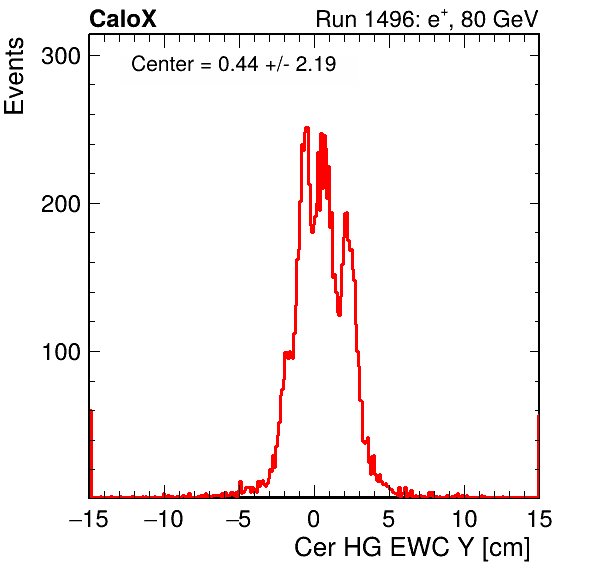 CaloX Run 1496: e+, 80 GeV
Center = 0.44 +/- 2.19
Events
300
200
100
−15 −10 −5 0 5 10 15
Cer HG EWC Y [cm]